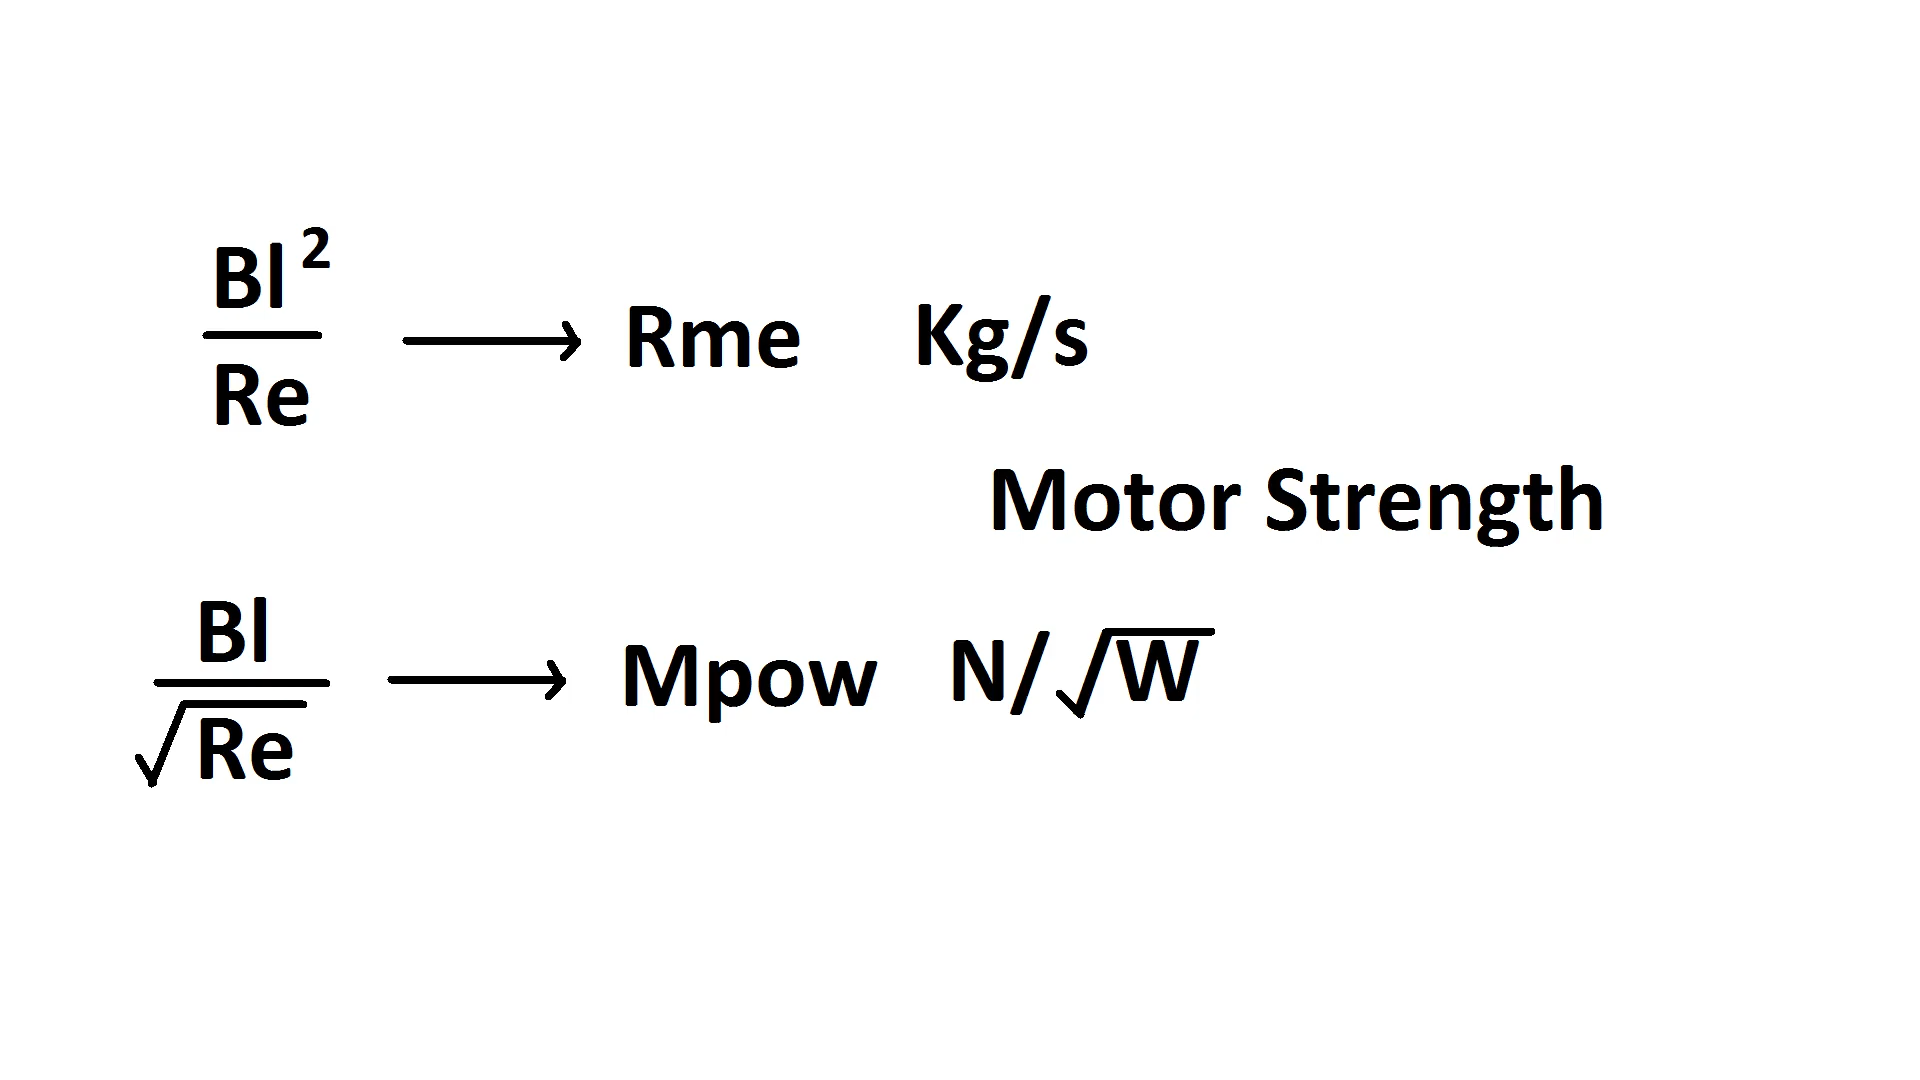 Bl²
Re
Rme Kg/s
Motor Strength
Bl
√Re
Mpow N/√W